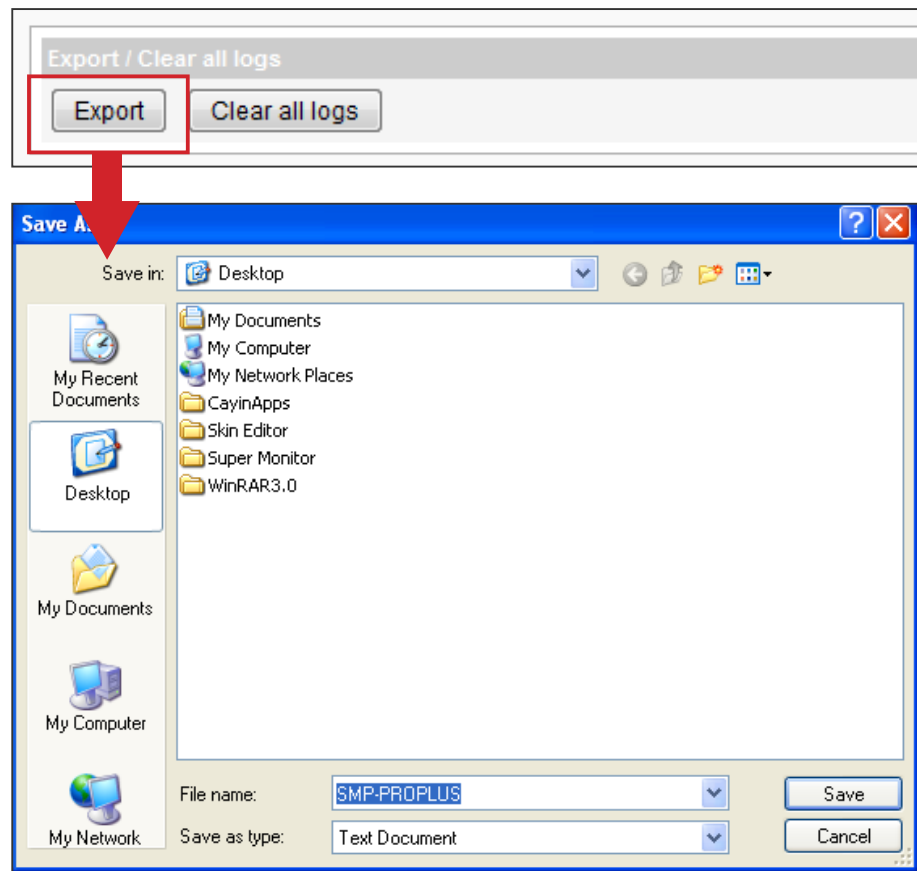 Export / Clear all logs
Export
Clear all logs
Save A
Save in:
Desktop
My Recent
Documents
Desktop
My Documents
My Computer
My Network
My Documents
My Computer
My Network Places
CayinApps
Skin Editor
Super Monitor
WinRAR3.0
File name:
SMP-PROPLUS
Save
Save as type:
Text Document
Cancel